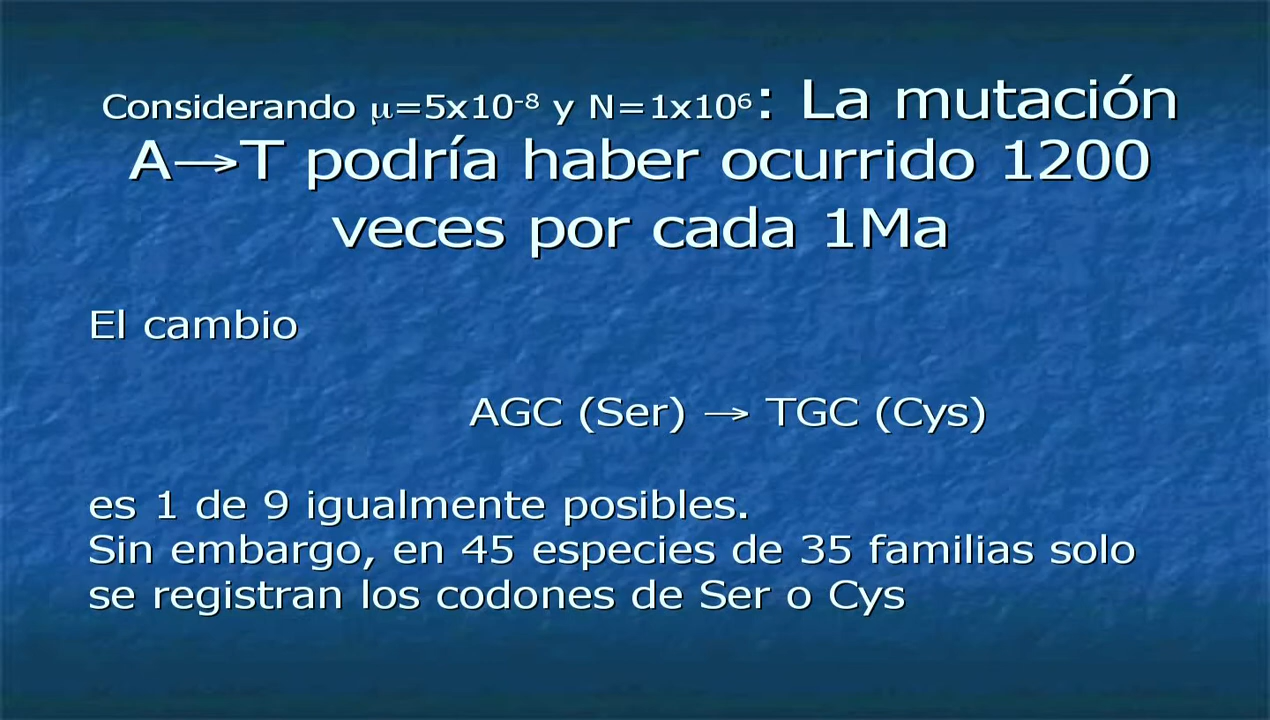 Considerando μ=5x10⁻⁸ y N=1x10⁶: La mutación
A→T podría haber ocurrido 1200
veces por cada 1Ma
El cambio
AGC (Ser) → TGC (Cys)
es 1 de 9 igualmente posibles.
Sin embargo, en 45 especies de 35 familias solo
se registran los codones de Ser o Cys